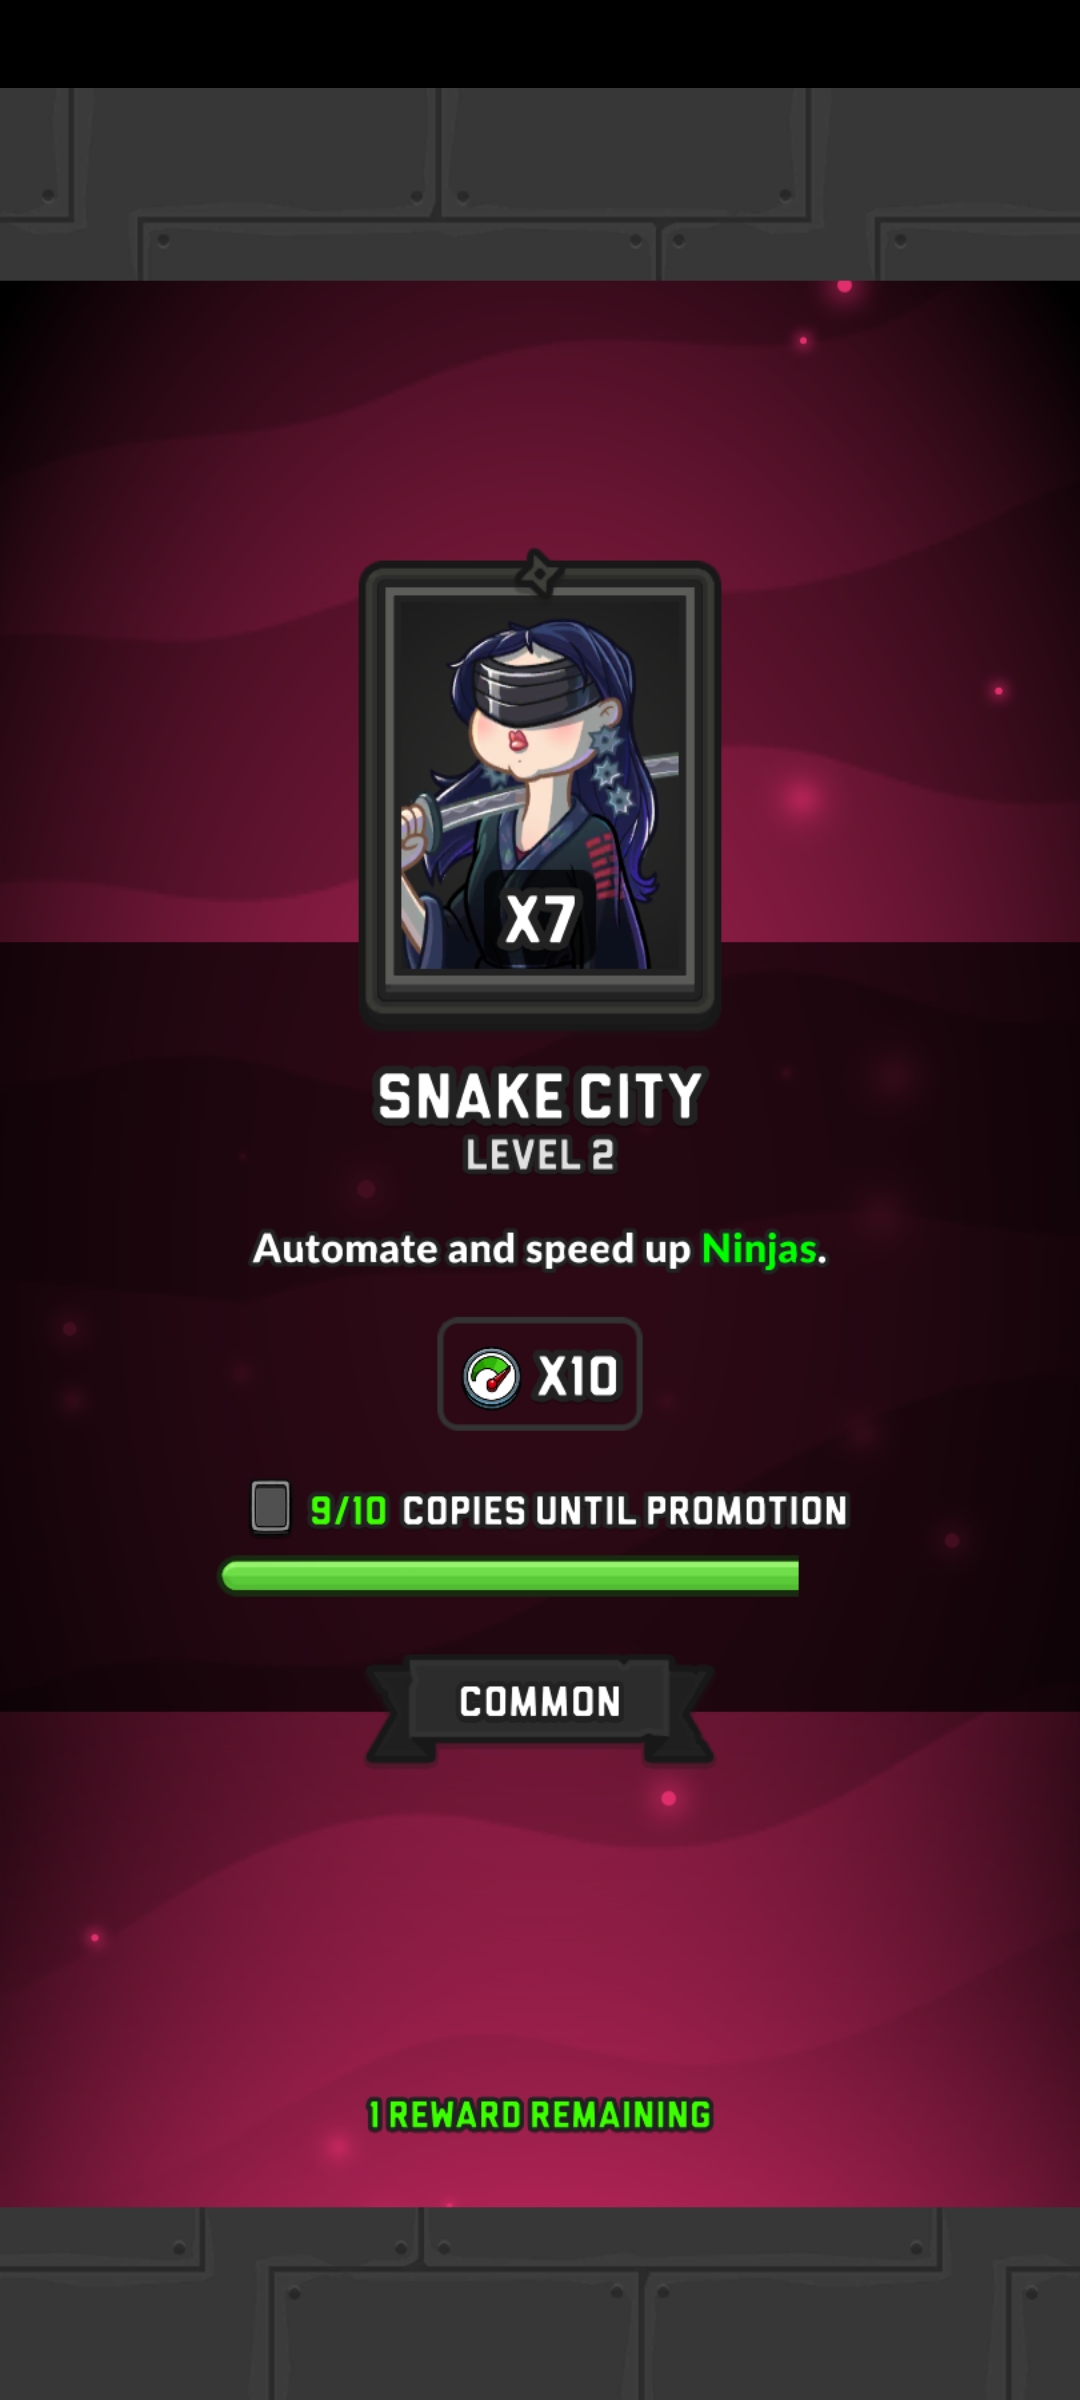 X7
SNAKE CITY
LEVEL 2
Automate and speed up Ninjas.
X10
9/10 COPIES UNTIL PROMOTION
COMMON
1 REWARD REMAINING